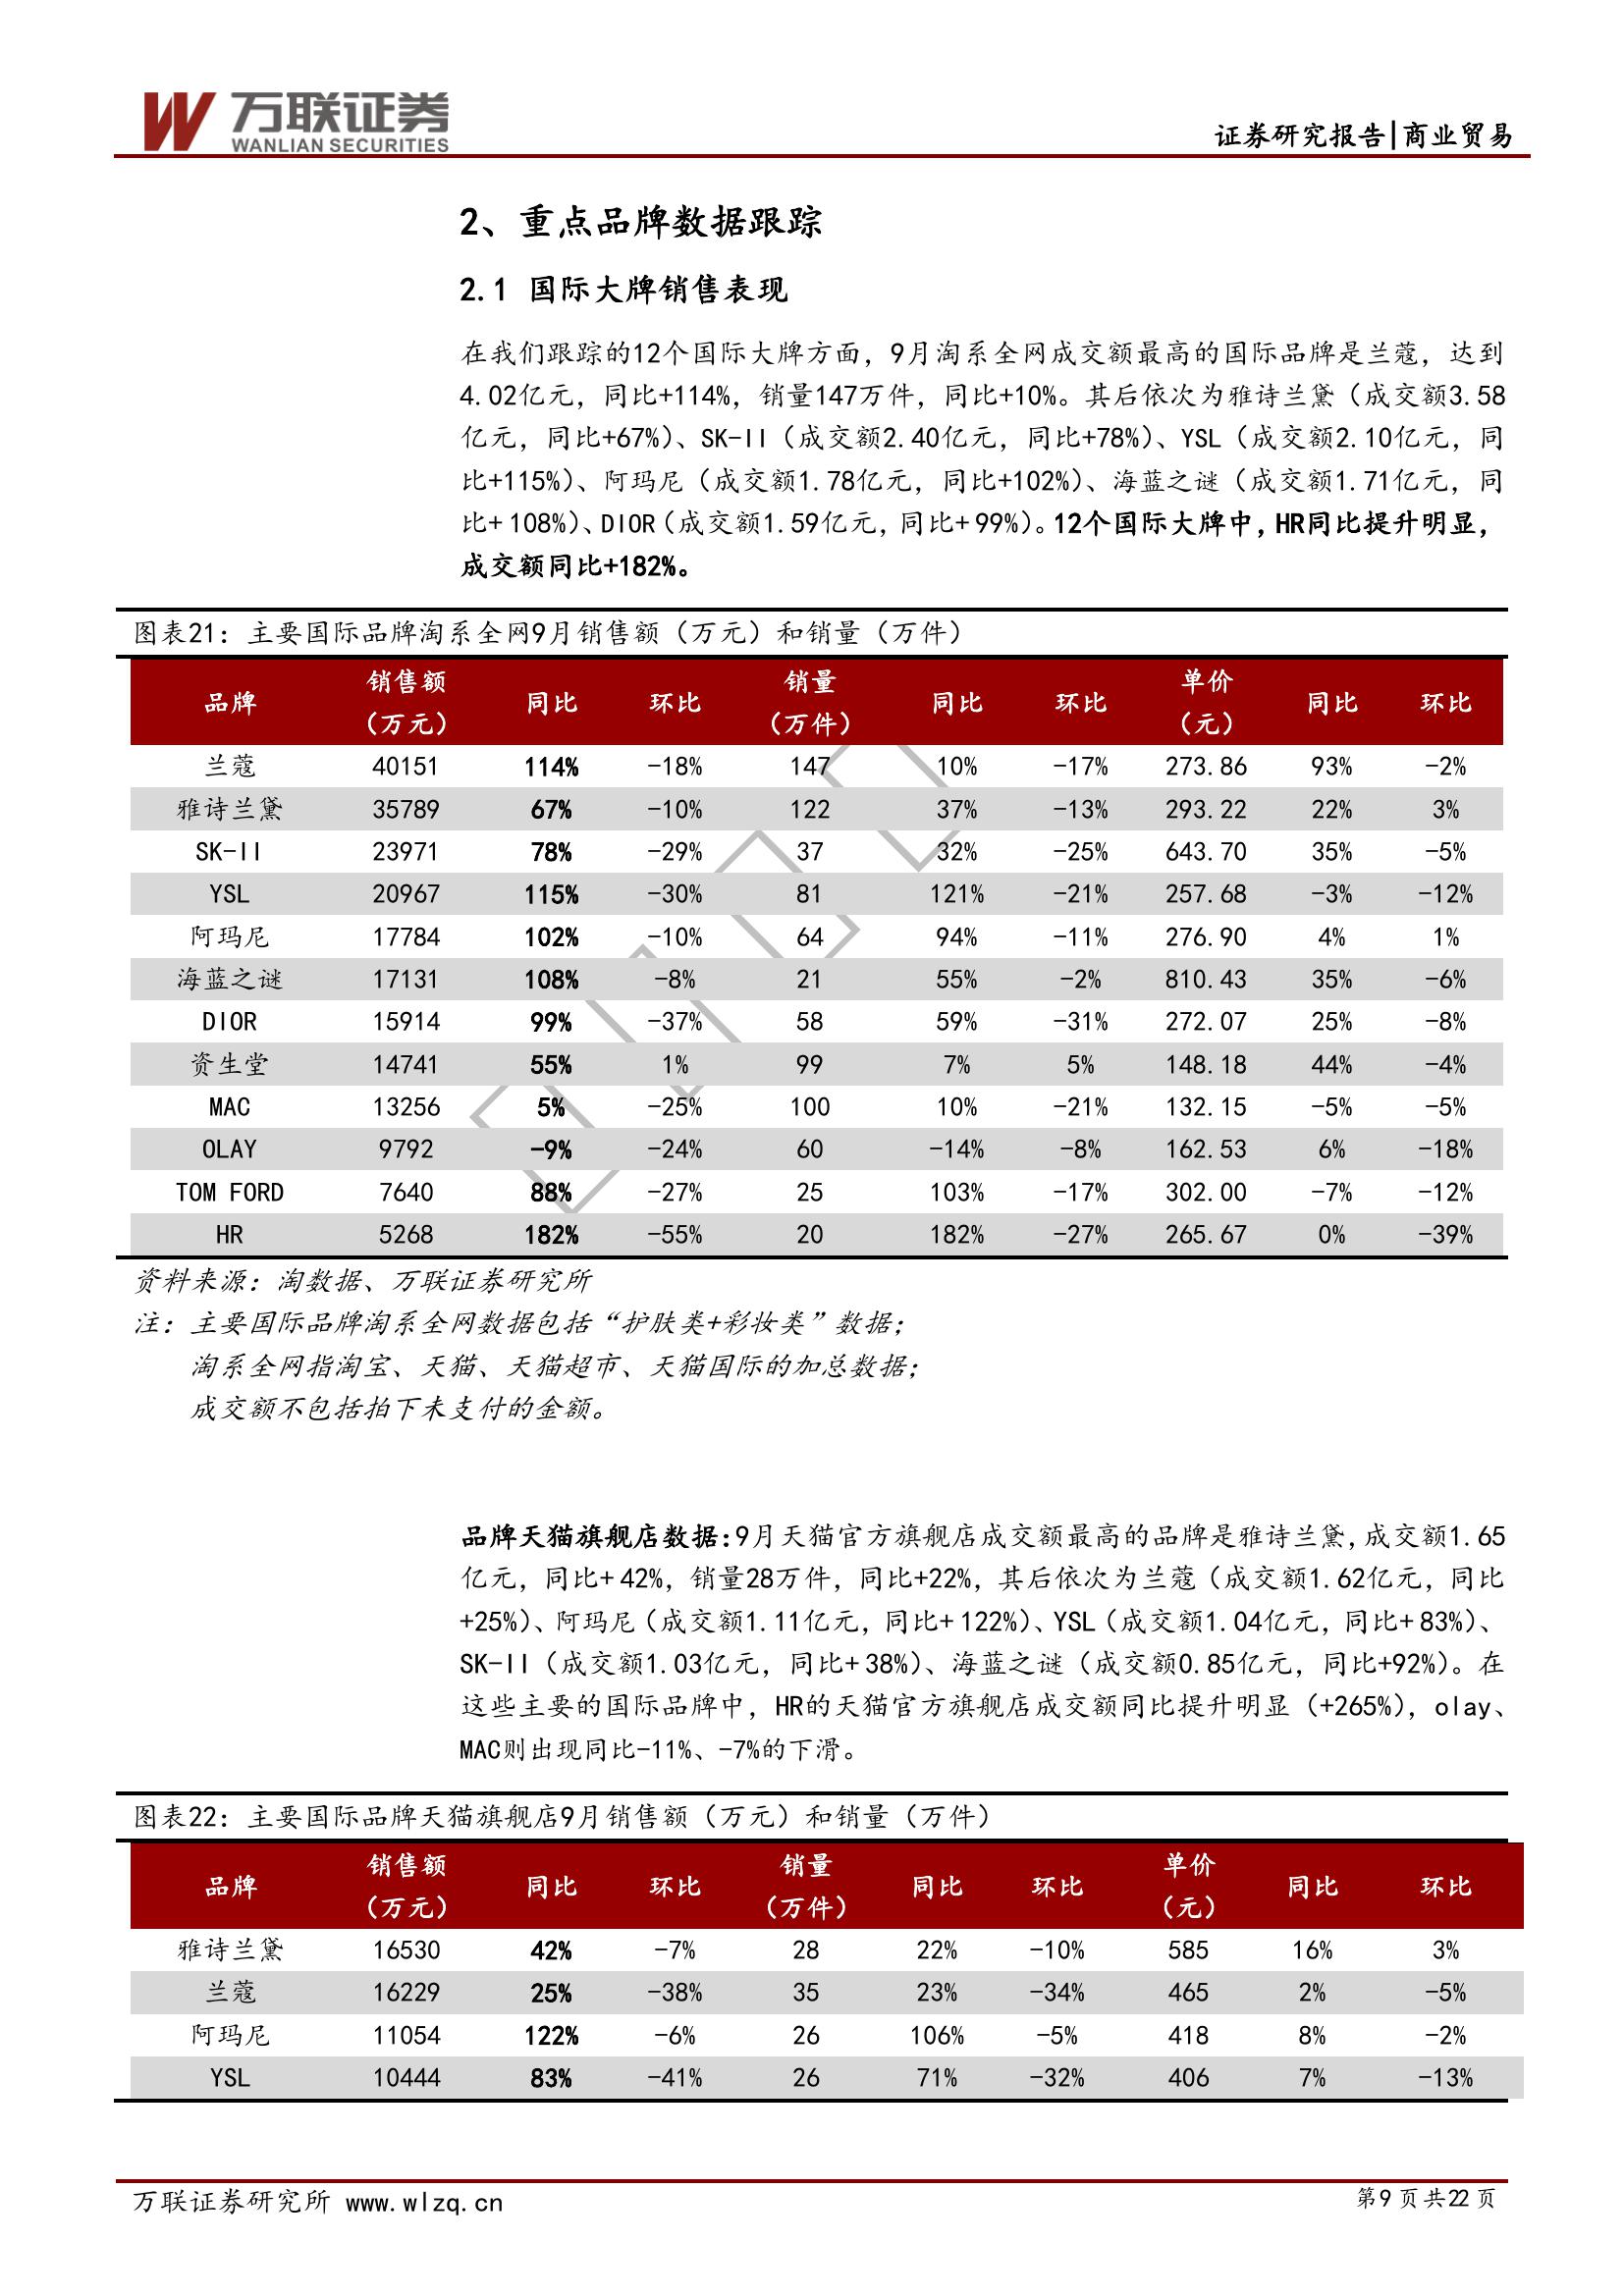 万联证券
WANLIAN SECURITIES
证券研究报告|商业贸易
2、重点品牌数据跟踪
2.1 国际大牌销售表现
在我们跟踪的12个国际大牌方面，9月淘系全网成交额最高的国际品牌是兰蔻，达到
4.02亿元，同比+114%，销量147万件，同比+10%。其后依次为雅诗兰黛（成交额3.58
亿元，同比+67%）、SK-II（成交额2.40亿元，同比+78%）、YSL（成交额2.10亿元，同
比+115%）、阿玛尼（成交额1.78亿元，同比+102%）、海蓝之谜（成交额1.71亿元，同
比+108%）、DIOR（成交额1.59亿元，同比+99%）。12个国际大牌中，HR同比提升明显，
成交额同比+182%。
图表21：主要国际品牌淘系全网9月销售额（万元）和销量（万件）
品牌 销售额（万元） 同比 环比 销量（万件） 同比 环比 单价（元） 同比 环比
兰蔻 40151 114% -18% 147 10% -17% 273.86 93% -2%
雅诗兰黛 35789 67% -10% 122 37% -13% 293.22 22% 3%
SK-II 23971 78% -29% 37 32% -25% 643.70 35% -5%
YSL 20967 115% -30% 81 121% -21% 257.68 -3% -12%
阿玛尼 17784 102% -10% 64 94% -11% 276.90 4% 1%
海蓝之谜 17131 108% -8% 21 55% -2% 810.43 35% -6%
DIOR 15914 99% -37% 58 59% -31% 272.07 25% -8%
资生堂 14741 55% 1% 99 7% 5% 148.18 44% -4%
MAC 13256 5% -25% 100 10% -21% 132.15 -5% -5%
OLAY 9792 -9% -24% 60 -14% -8% 162.53 6% -18%
TOM FORD 7640 88% -27% 25 103% -17% 302.00 -7% -12%
HR 5268 182% -55% 20 182% -27% 265.67 0% -39%
资料来源：淘数据、万联证券研究所
注：主要国际品牌淘系全网数据包括“护肤类+彩妆类”数据；
淘系全网指淘宝、天猫、天猫超市、天猫国际的加总数据；
成交额不包括拍下未支付的金额。
品牌天猫旗舰店数据：9月天猫官方旗舰店成交额最高的品牌是雅诗兰黛，成交额1.65
亿元，同比+42%，销量28万件，同比+22%，其后依次为兰蔻（成交额1.62亿元，同比
+25%）、阿玛尼（成交额1.11亿元，同比+122%）、YSL（成交额1.04亿元，同比+83%）、
SK-II（成交额1.03亿元，同比+38%）、海蓝之谜（成交额0.85亿元，同比+92%）。在
这些主要的国际品牌中，HR的天猫官方旗舰店成交额同比提升明显（+265%），olay、
MAC则出现同比-11%、-7%的下滑。
图表22：主要国际品牌天猫旗舰店9月销售额（万元）和销量（万件）
品牌 销售额（万元） 同比 环比 销量（万件） 同比 环比 单价（元） 同比 环比
雅诗兰黛 16530 42% -7% 28 22% -10% 585 16% 3%
兰蔻 16229 25% -38% 35 23% -34% 465 2% -5%
阿玛尼 11054 122% -6% 26 106% -5% 418 8% -2%
YSL 10444 83% -41% 26 71% -32% 406 7% -13%
万联证券研究所 www.wlzq.cn
第9页共22页